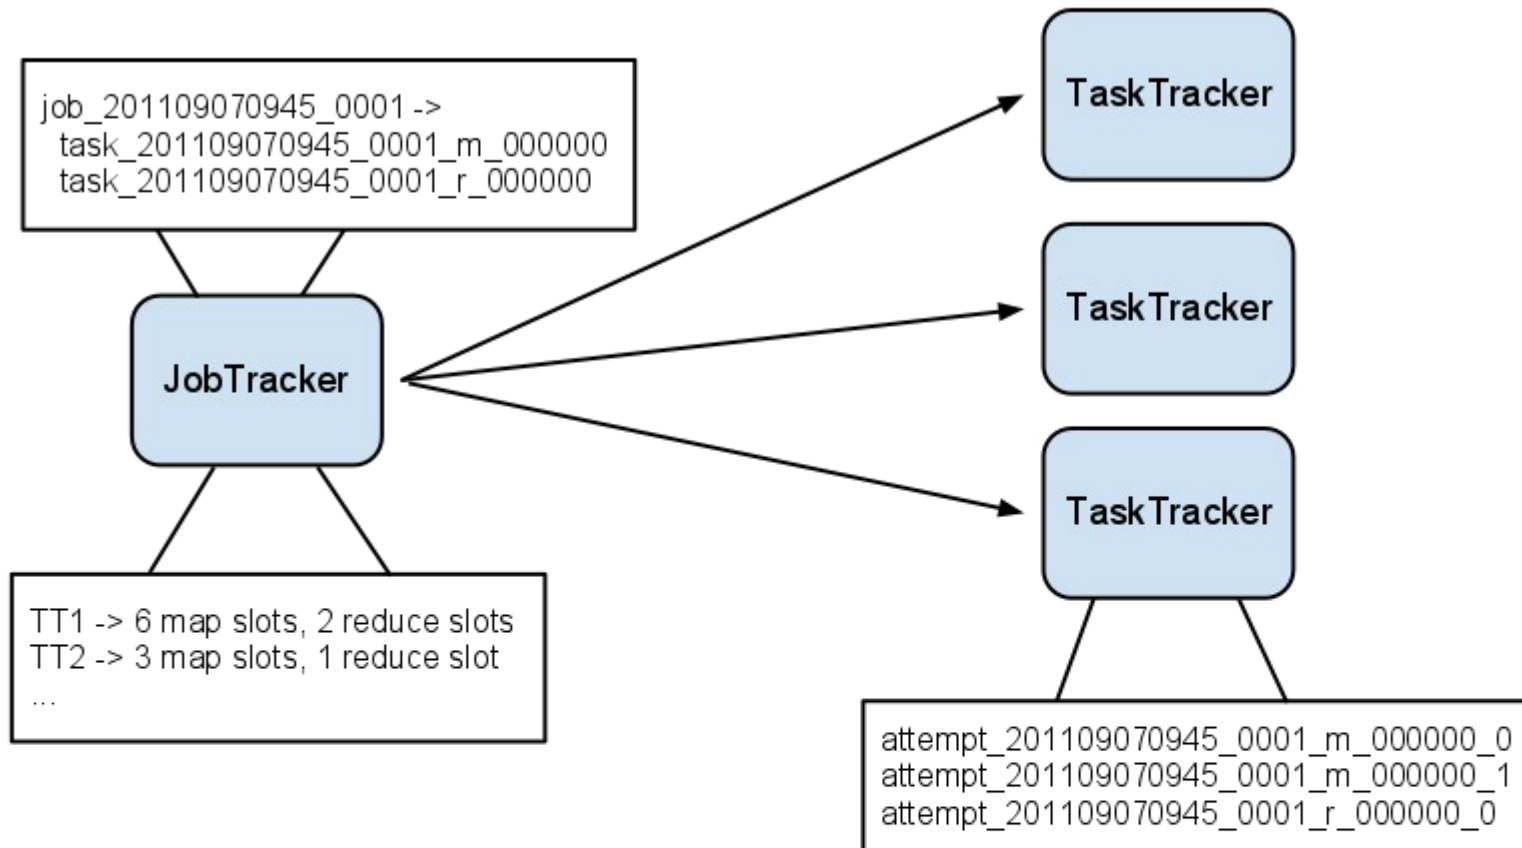 job_201109070945_0001 ->
task_201109070945_0001_m_000000
task_201109070945_0001_r_000000
JobTracker
TT1 -> 6 map slots, 2 reduce slots
TT2 -> 3 map slots, 1 reduce slot
...
TaskTracker
TaskTracker
TaskTracker
attempt_201109070945_0001_m_000000_0
attempt_201109070945_0001_m_000000_1
attempt_201109070945_0001_r_000000_0